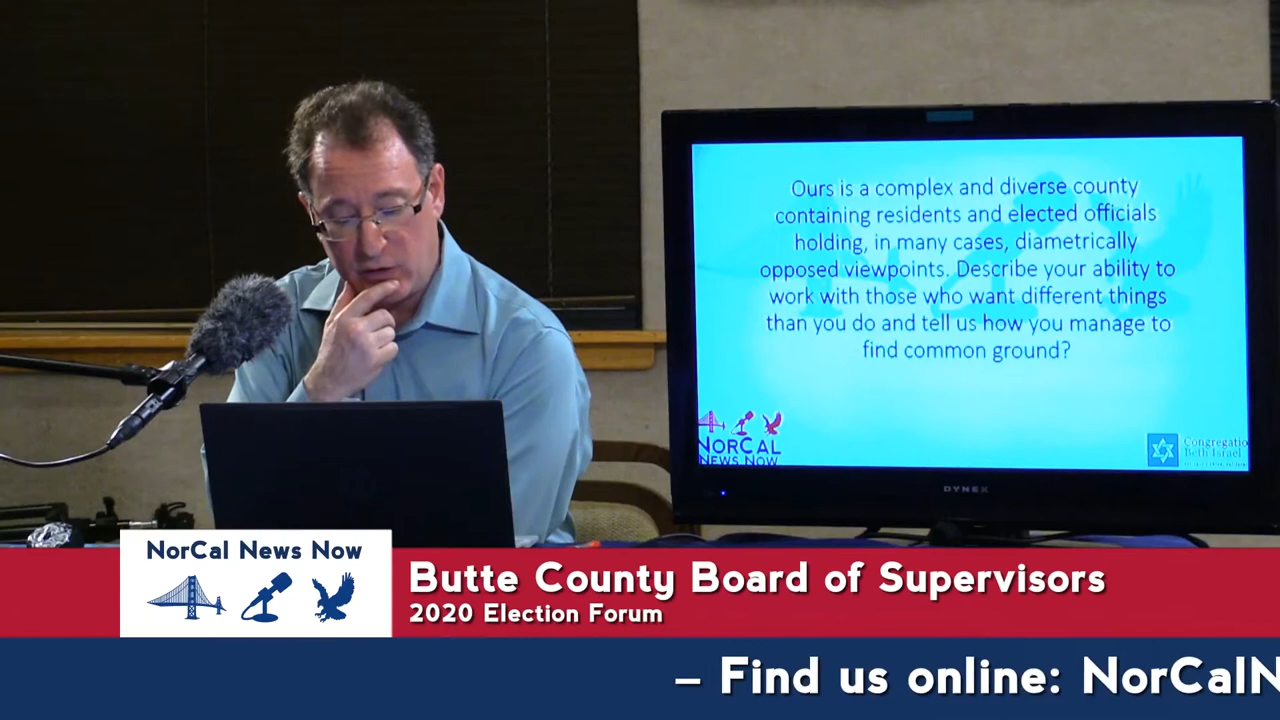 Ours is a complex and diverse county
containing residents and elected officials
holding, in many cases, diametrically
opposed viewpoints. Describe your ability to
work with those who want different things
than you do and tell us how you manage to
find common ground?
NORCAL
NEWS NOW
Congregatio
Beth Israel
DYNEX
NorCal News Now
Butte County Board of Supervisors
2020 Election Forum
– Find us online: NorCalN